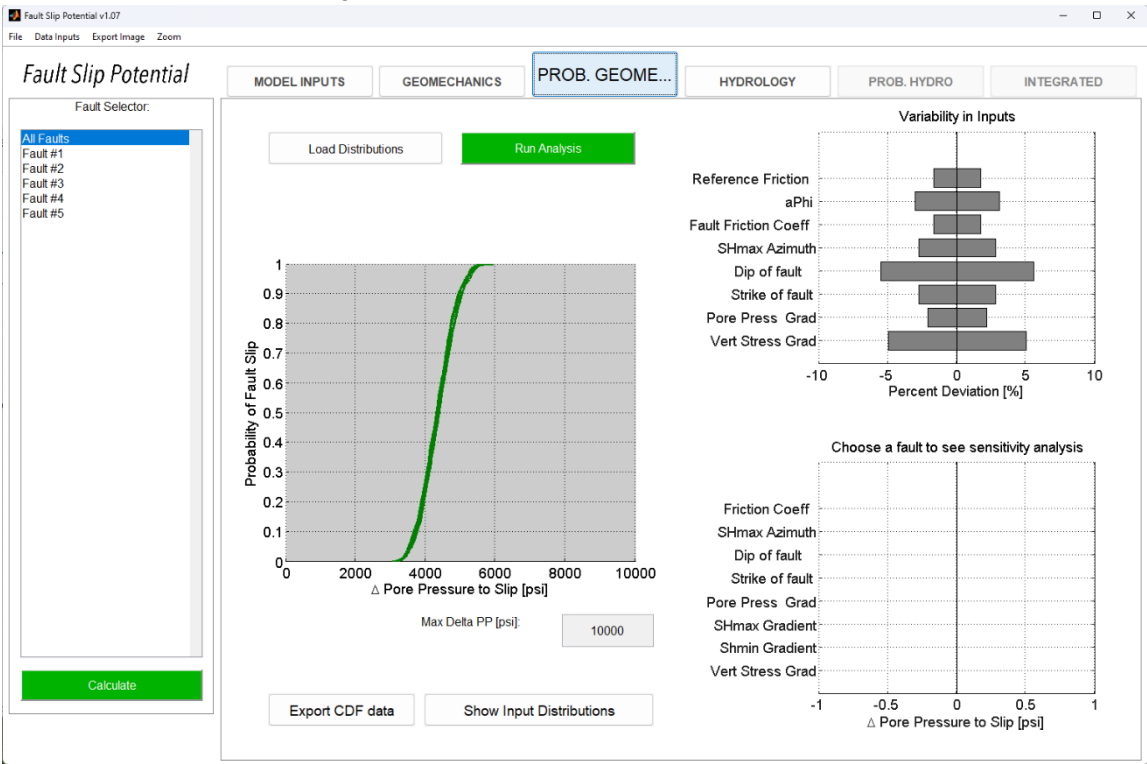 Fault Slip Potential v1.07
File Data Inputs Export Image Zoom
Fault Slip Potential
MODEL INPUTS GEOMECHANICS PROB. GEOME... HYDROLOGY PROB. HYDRO INTEGRATED
Fault Selector:
All Faults
Fault #1
Fault #2
Fault #3
Fault #4
Fault #5
Calculate
Load Distributions Run Analysis
1
0.9
0.8
0.7
0.6
0.5
0.4
0.3
0.2
0.1
0
Probability of Fault Slip
0 2000 4000 6000 8000 10000
Δ Pore Pressure to Slip [psi]
Max Delta PP [psi]: 10000
Export CDF data Show Input Distributions
Variability in Inputs
Reference Friction
aPhi
Fault Friction Coeff
SHmax Azimuth
Dip of fault
Strike of fault
Pore Press Grad
Vert Stress Grad
-10 -5 0 5 10
Percent Deviation [%]
Choose a fault to see sensitivity analysis
Friction Coeff
SHmax Azimuth
Dip of fault
Strike of fault
Pore Press Grad
SHmax Gradient
Shmin Gradient
Vert Stress Grad
-1 -0.5 0 0.5 1
Δ Pore Pressure to Slip [psi]